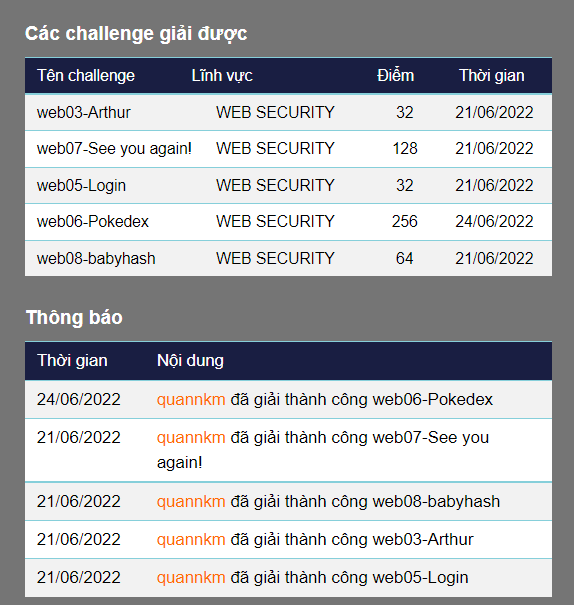 Các challenge giải được
Tên challenge Lĩnh vực Điểm Thời gian
web03-Arthur WEB SECURITY 32 21/06/2022
web07-See you again! WEB SECURITY 128 21/06/2022
web05-Login WEB SECURITY 32 21/06/2022
web06-Pokedex WEB SECURITY 256 24/06/2022
web08-babyhash WEB SECURITY 64 21/06/2022
Thông báo
Thời gian Nội dung
24/06/2022 quannkm đã giải thành công web06-Pokedex
21/06/2022 quannkm đã giải thành công web07-See you
again!
21/06/2022 quannkm đã giải thành công web08-babyhash
21/06/2022 quannkm đã giải thành công web03-Arthur
21/06/2022 quannkm đã giải thành công web05-Login